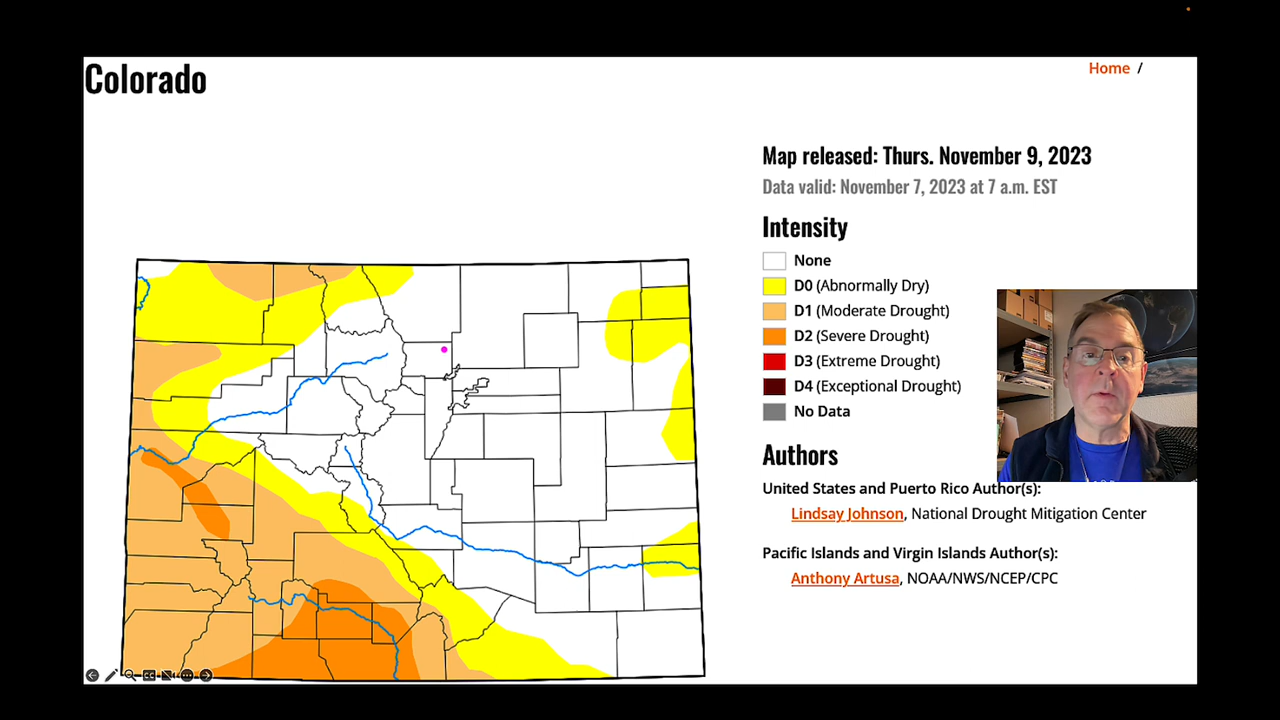 Colorado
Home /
Map released: Thurs. November 9, 2023
Data valid: November 7, 2023 at 7 a.m. EST
Intensity
None
D0 (Abnormally Dry)
D1 (Moderate Drought)
D2 (Severe Drought)
D3 (Extreme Drought)
D4 (Exceptional Drought)
No Data
Authors
United States and Puerto Rico Author(s):
Lindsay Johnson, National Drought Mitigation Center
Pacific Islands and Virgin Islands Author(s):
Anthony Artusa, NOAA/NWS/NCEP/CPC